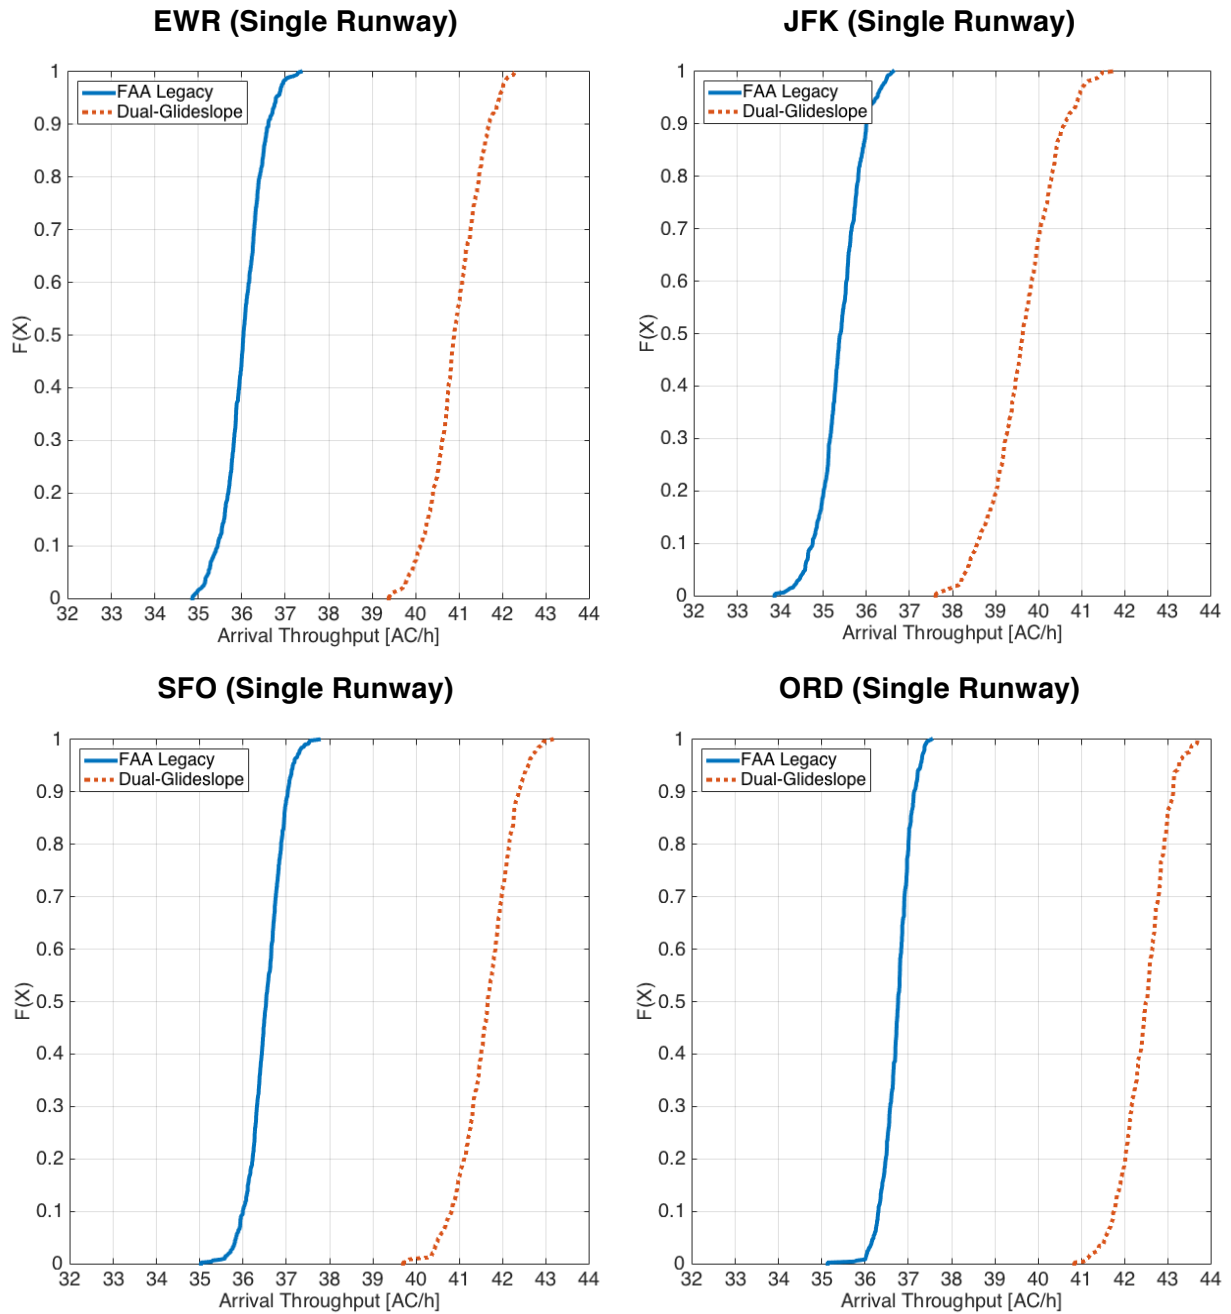 EWR (Single Runway)
FAA Legacy
Dual-Glideslope
1
0.9
0.8
0.7
0.6
0.5
0.4
0.3
0.2
0.1
0
F(X)
32 33 34 35 36 37 38 39 40 41 42 43 44
Arrival Throughput [AC/h]
JFK (Single Runway)
FAA Legacy
Dual-Glideslope
1
0.9
0.8
0.7
0.6
0.5
0.4
0.3
0.2
0.1
0
F(X)
32 33 34 35 36 37 38 39 40 41 42 43 44
Arrival Throughput [AC/h]
SFO (Single Runway)
FAA Legacy
Dual-Glideslope
1
0.9
0.8
0.7
0.6
0.5
0.4
0.3
0.2
0.1
0
F(X)
32 33 34 35 36 37 38 39 40 41 42 43 44
Arrival Throughput [AC/h]
ORD (Single Runway)
FAA Legacy
Dual-Glideslope
1
0.9
0.8
0.7
0.6
0.5
0.4
0.3
0.2
0.1
0
F(X)
32 33 34 35 36 37 38 39 40 41 42 43 44
Arrival Throughput [AC/h]